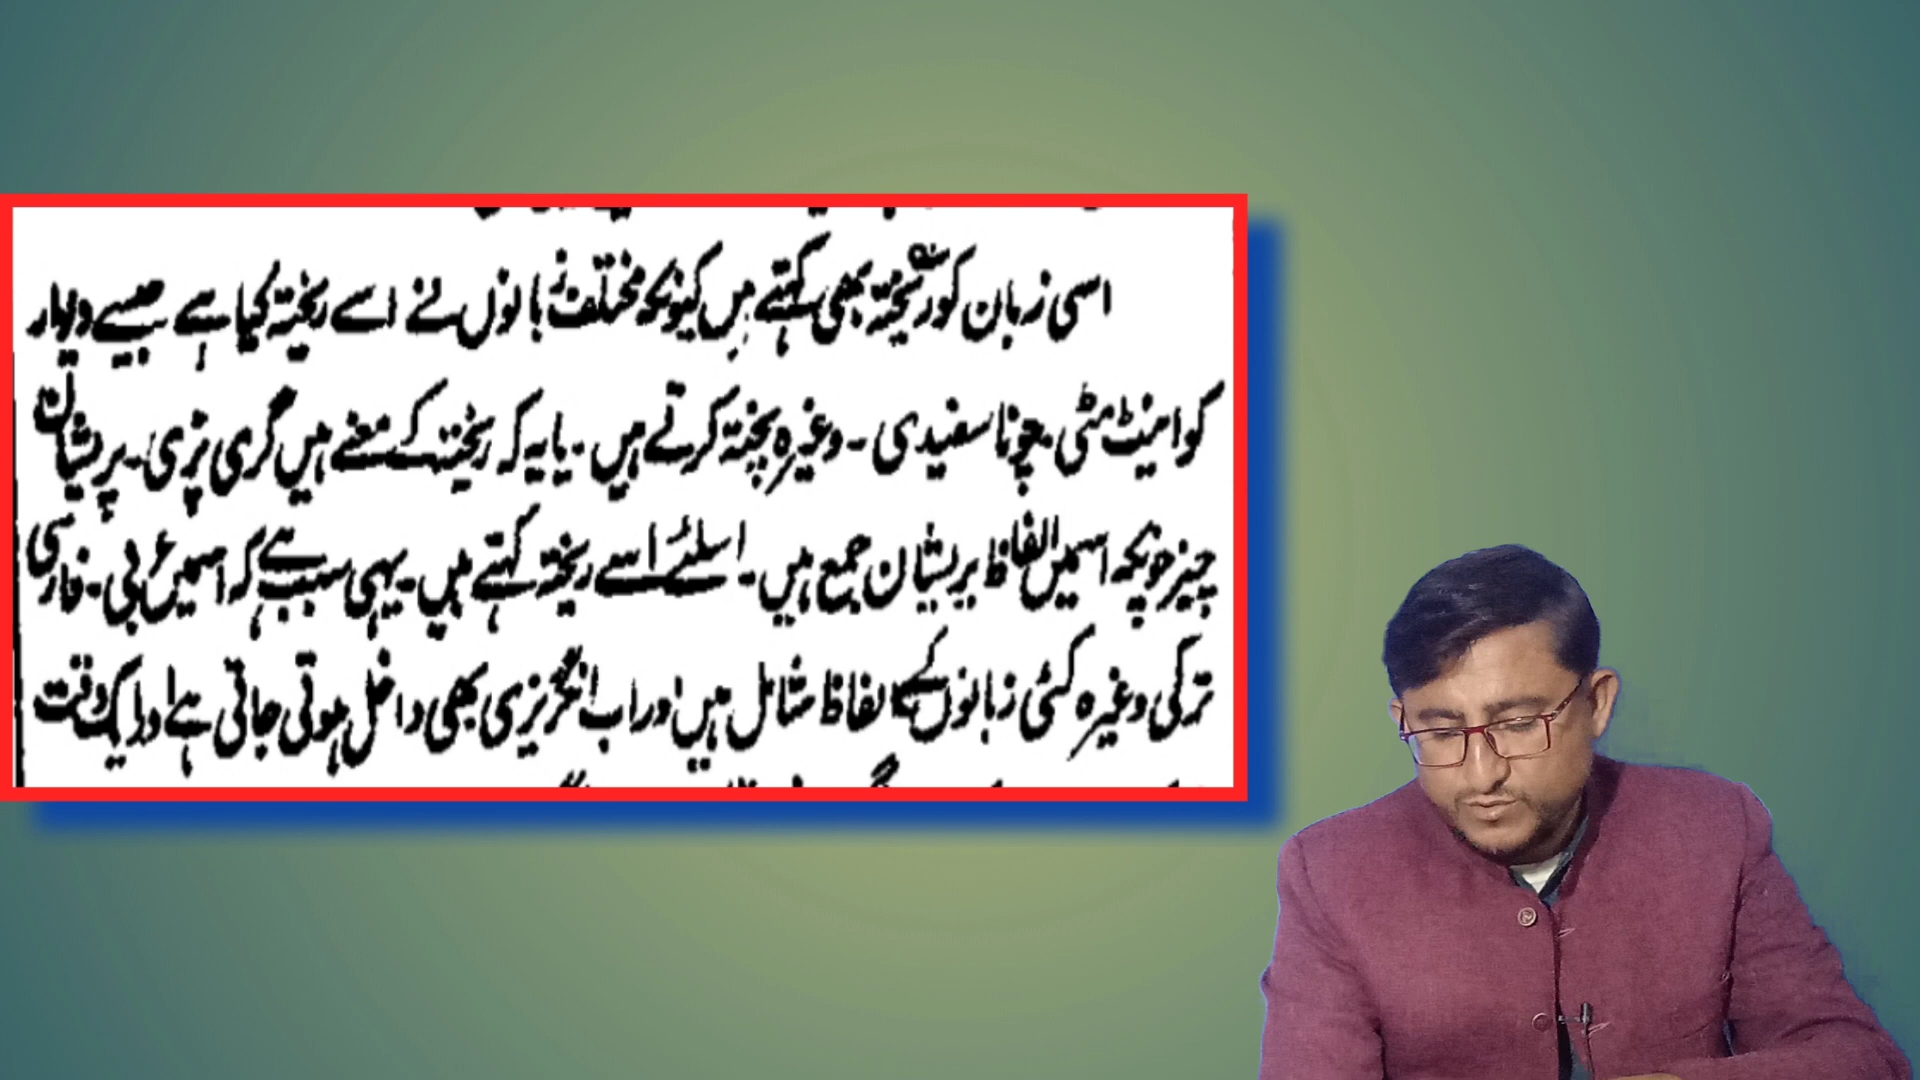 اسی زبان کو ریختہ بھی کہتے ہیں کیونکہ مختلف زبانوں نے اسے ریختہ کیا ہے جیسے دیوار
کو اینٹ مٹی۔ چونا سفیدی ۔ وغیرہ پختہ کرتے ہیں ۔ یا یہ کہ ریختہ کے معنے ہیں گری پڑی۔ پریشان
چیز چونکہ اسمیں الفاظ پریشان جمع ہیں۔ اسلئے اسے ریختہ کہتے ہیں۔ یہی سبب ہے کہ اسمیں عربی۔ فارسی
ترکی وغیرہ کئی زبانوں کے الفاظ شامل ہیں اور اب انگریزی بھی داخل ہوتی جاتی ہے اور ایک وقت